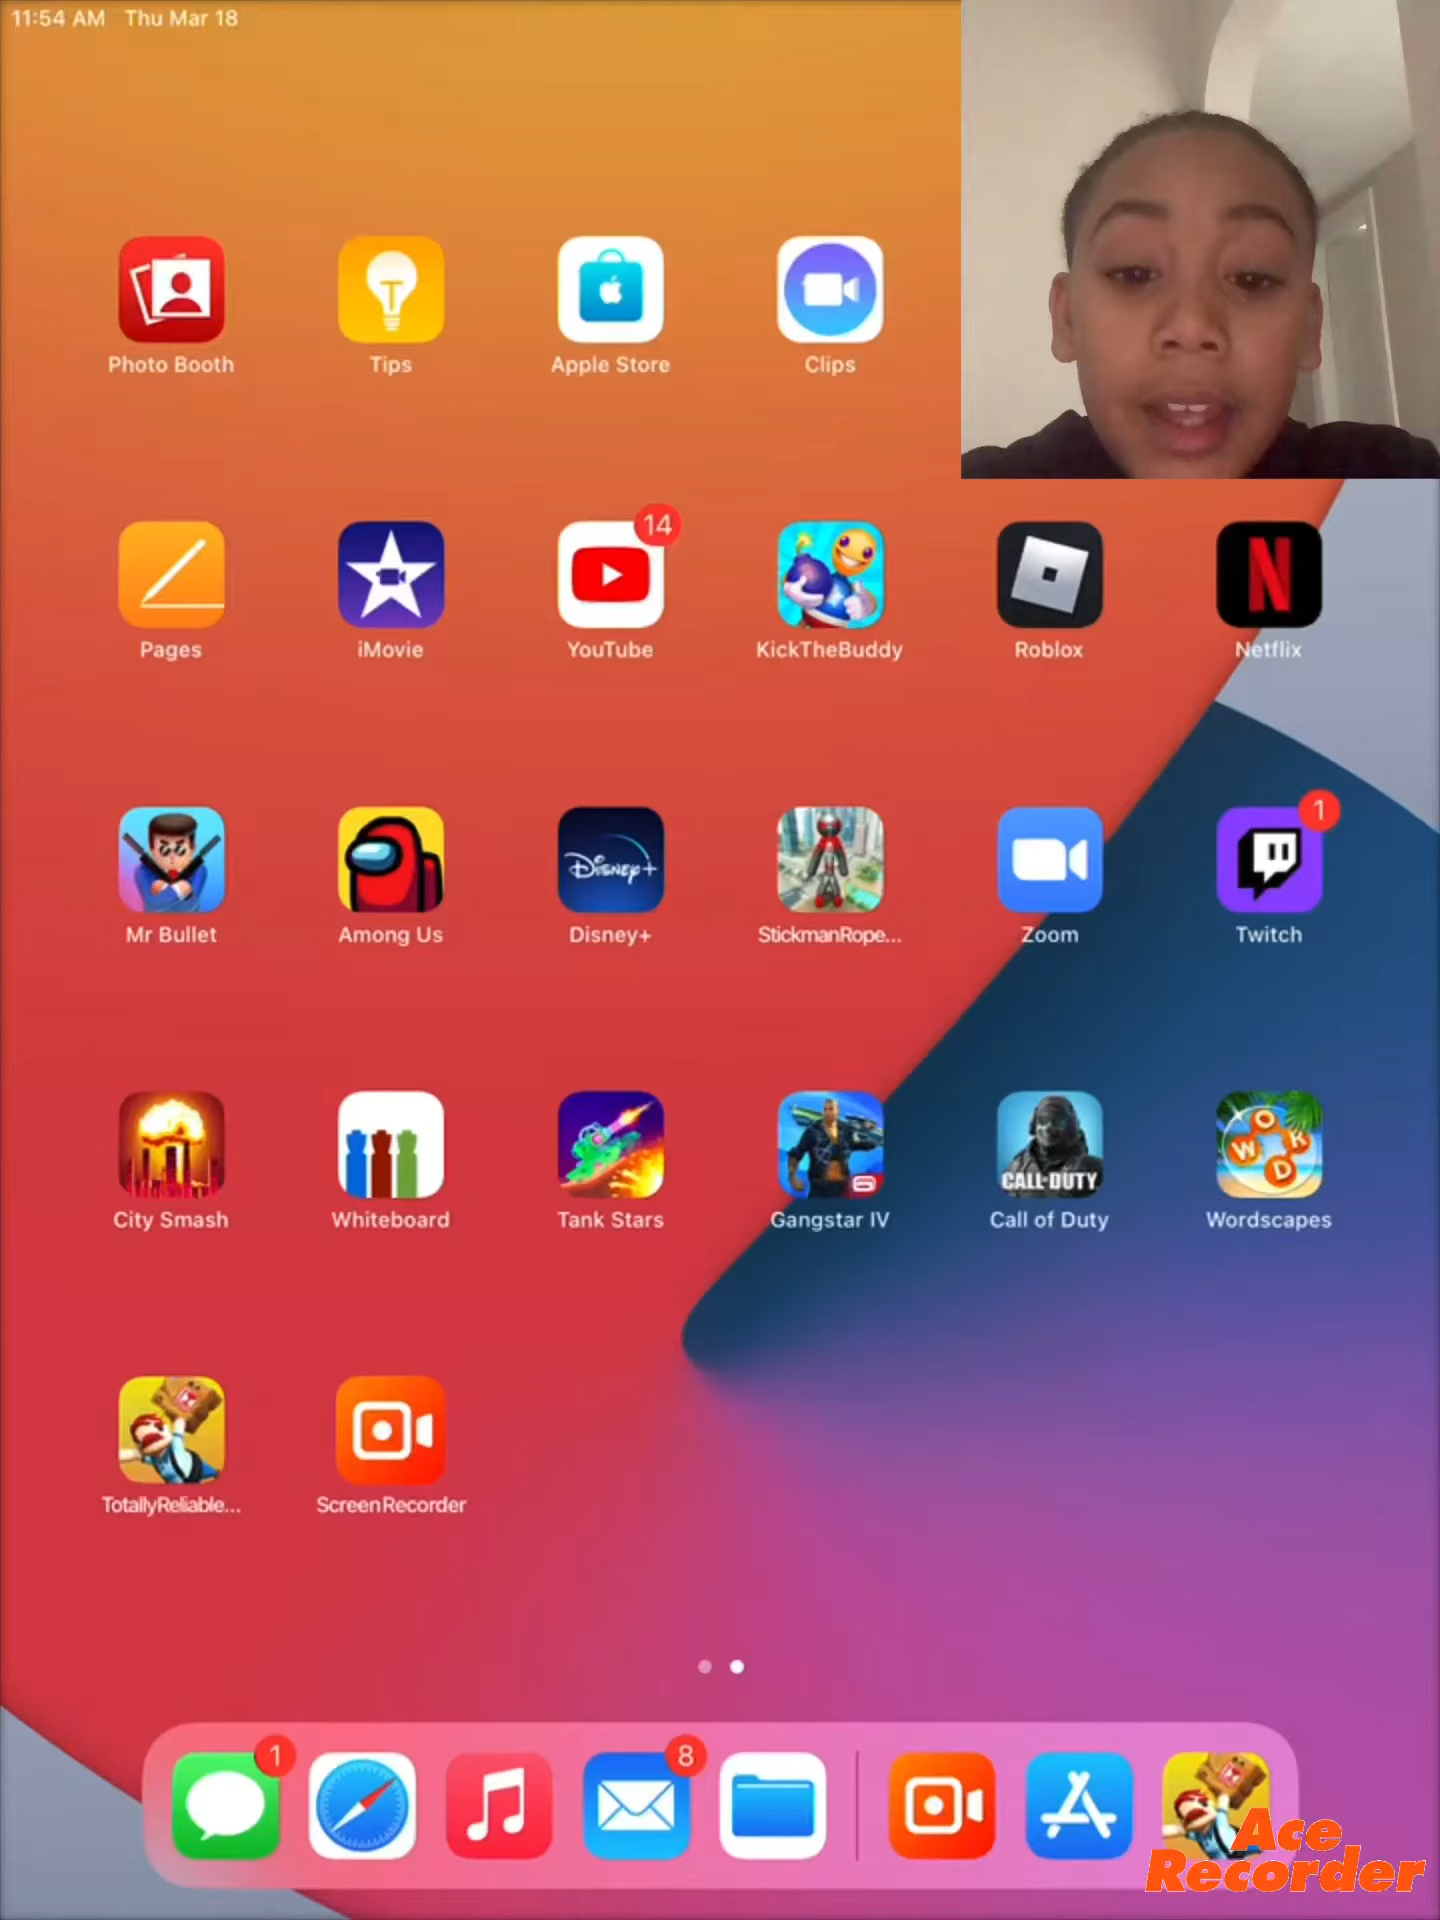 11:54 AM Thu Mar 18
Photo Booth Tips Apple Store Clips
14
Pages iMovie YouTube KickTheBuddy Roblox Netflix
N
Disney+
1
Mr Bullet Among Us Disney+ StickmanRope... Zoom Twitch
CALL·DUTY
W O R D
City Smash Whiteboard Tank Stars Gangstar IV Call of Duty Wordscapes
TotallyReliable... ScreenRecorder
1 8
Ace
Recorder